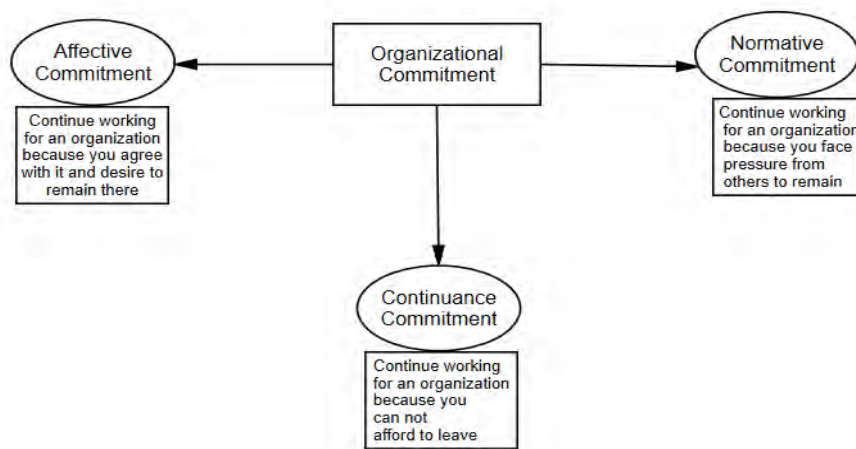 Affective
Commitment
Continue working
for an organization
because you agree
with it and desire to
remain there
Organizational
Commitment
Normative
Commitment
Continue working
for an organization
because you face
pressure from
others to remain
Continuance
Commitment
Continue working
for an organization
because you
can not
afford to leave